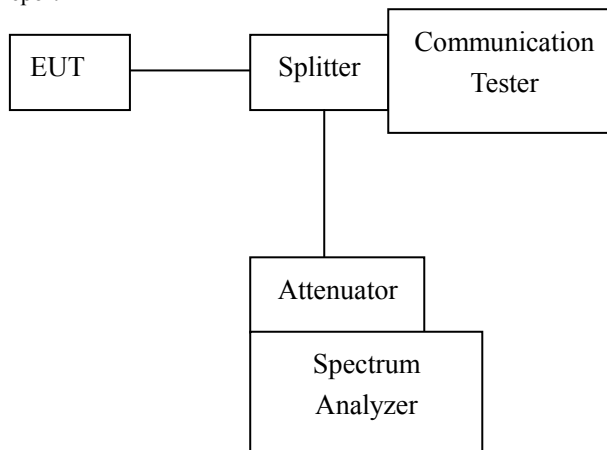 EUT
Splitter
Communication
Tester
Attenuator
Spectrum
Analyzer